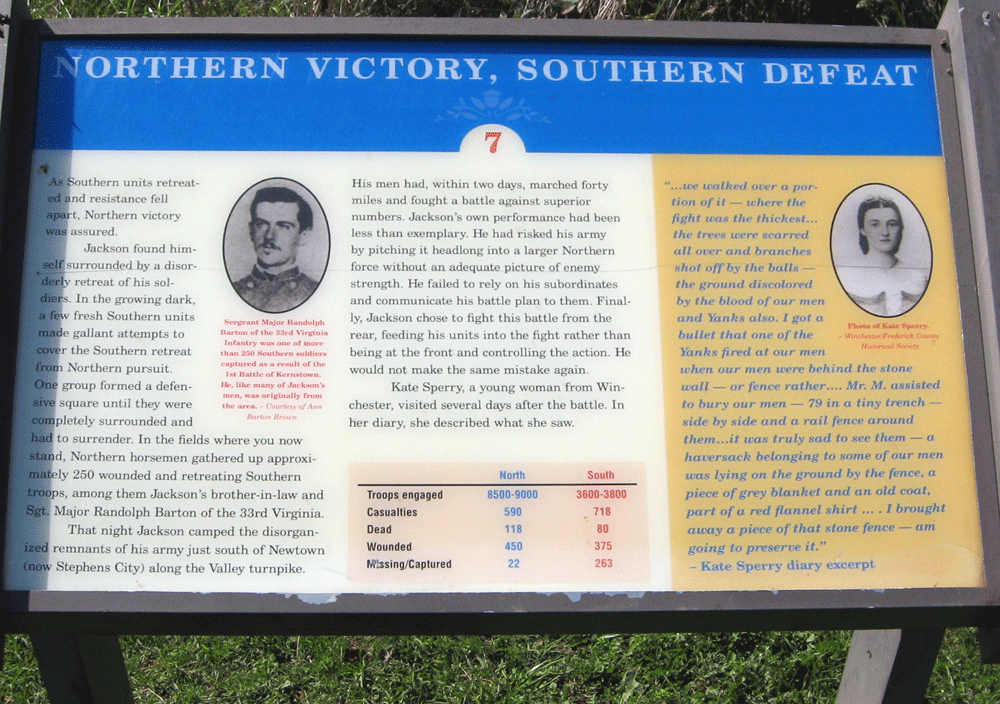 NORTHERN VICTORY, SOUTHERN DEFEAT
7
As Southern units retreat-
ed and resistance fell
apart, Northern victory
was assured.
Jackson found him-
self surrounded by a disor-
derly retreat of his sol-
diers. In the growing dark,
a few fresh Southern units
made gallant attempts to
cover the Southern retreat
from Northern pursuit.
One group formed a defen-
sive square until they were
completely surrounded and
had to surrender. In the fields where you now
stand, Northern horsemen gathered up approxi-
mately 250 wounded and retreating Southern
troops, among them Jackson's brother-in-law and
Sgt. Major Randolph Barton of the 33rd Virginia.
That night Jackson camped the disorgan-
ized remnants of his army just south of Newtown
(now Stephens City) along the Valley turnpike.
Sergeant Major Randolph
Barton of the 33rd Virginia
Infantry was one of more
than 250 Southern soldiers
captured as a result of the
1st Battle of Kernstown.
He, like many of Jackson's
men, was originally from
the area. – Courtesy of Ann
Barton Brown
His men had, within two days, marched forty
miles and fought a battle against superior
numbers. Jackson's own performance had been
less than exemplary. He had risked his army
by pitching it headlong into a larger Northern
force without an adequate picture of enemy
strength. He failed to rely on his subordinates
and communicate his battle plan to them. Final-
ly, Jackson chose to fight this battle from the
rear, feeding his units into the fight rather than
being at the front and controlling the action. He
would not make the same mistake again.
Kate Sperry, a young woman from Win-
chester, visited several days after the battle. In
her diary, she described what she saw.
North South
Troops engaged 8500-9000 3600-3800
Casualties 590 718
Dead 118 80
Wounded 450 375
Missing/Captured 22 263
"...we walked over a por-
tion of it — where the
fight was the thickest...
the trees were scarred
all over and branches
shot off by the balls —
the ground discolored
by the blood of our men
and Yanks also. I got a
bullet that one of the
Yanks fired at our men
when our men were behind the stone
wall — or fence rather.... Mr. M. assisted
to bury our men — 79 in a tiny trench —
side by side and a rail fence around
them...it was truly sad to see them — a
haversack belonging to some of our men
was lying on the ground by the fence, a
piece of grey blanket and an old coat,
part of a red flannel shirt ... . I brought
away a piece of that stone fence — am
going to preserve it."
– Kate Sperry diary excerpt
Photo of Kate Sperry.
– Winchester/Frederick County
Historical Society